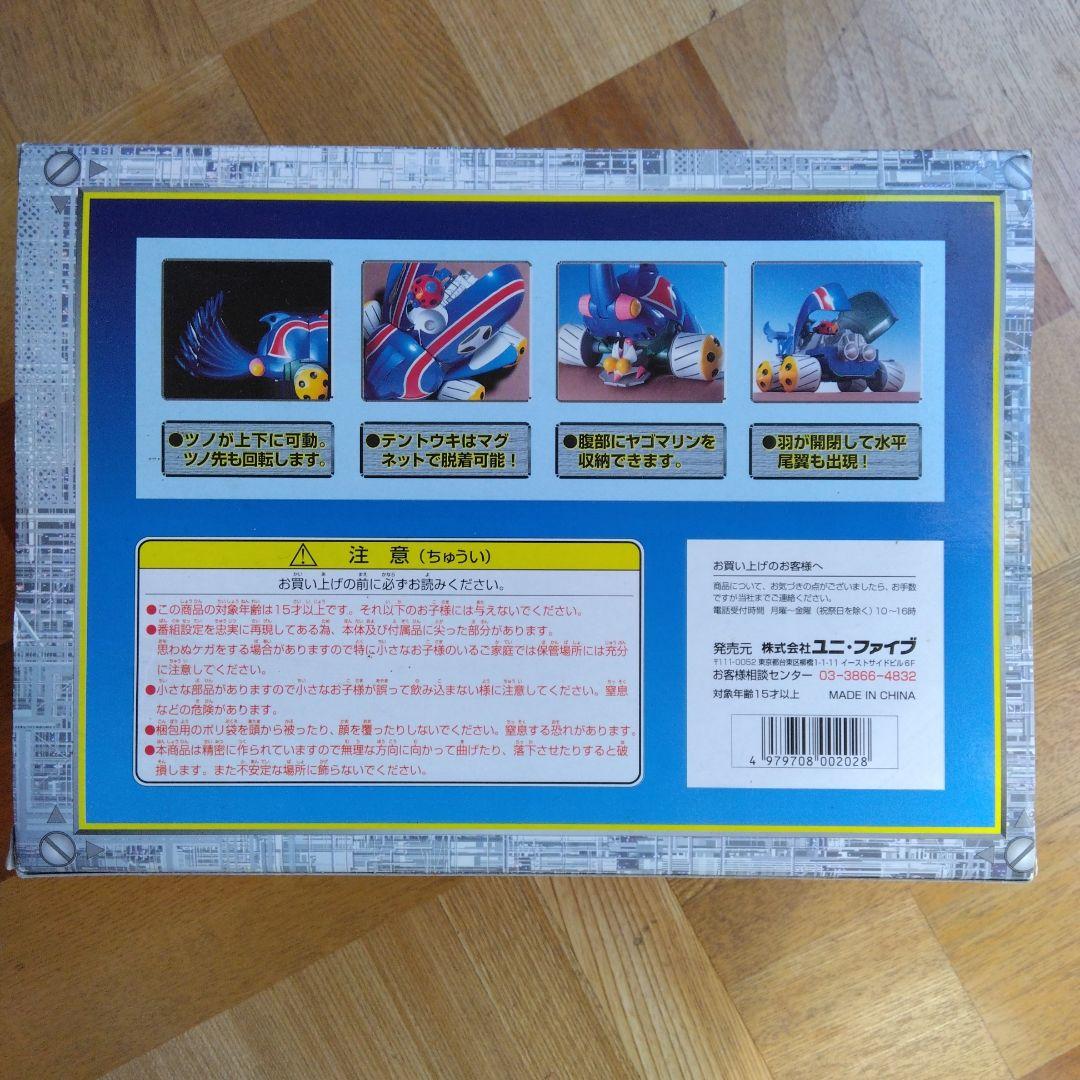 ●ツノが上下に可動。
ツノ先も回転します。
●テントウキはマグ
ネットで脱着可能！
●腹部にヤゴマリンを
収納できます。
●羽が開閉して水平
尾翼も出現！
注意（ちゅうい）
お買い上げの前に必ずお読みください。
●この商品の対象年齢は15才以上です。それ以下のお子様には与えないでください。
●番組設定を忠実に再現してある為、本体及び付属品に尖った部分があります。
思わぬケガをする場合がありますので特に小さなお子様のいるご家庭では保管場所には充分
に注意してください。
●小さな部品がありますので小さなお子様が誤って飲み込まない様に注意してください。窒息
などの危険があります。
●梱包用のポリ袋を頭から被ったり、顔を覆ったりしないでください。窒息する恐れがあります。
●本商品は精密に作られていますので無理な方向に向かって曲げたり、落下させたりすると破
損します。また不安定な場所に飾らないでください。
お買い上げのお客様へ
商品について、お気づきの点がございましたら、お手数
ですが当社までご連絡ください。
電話受付時間 月曜～金曜（祝祭日を除く）10～16時
発売元 株式会社ユニ・ファイブ
〒111-0052 東京都台東区柳橋1-1-11 イーストサイドビル6F
お客様相談センター 03-3866-4832
対象年齢15才以上 MADE IN CHINA
4 979708 002028